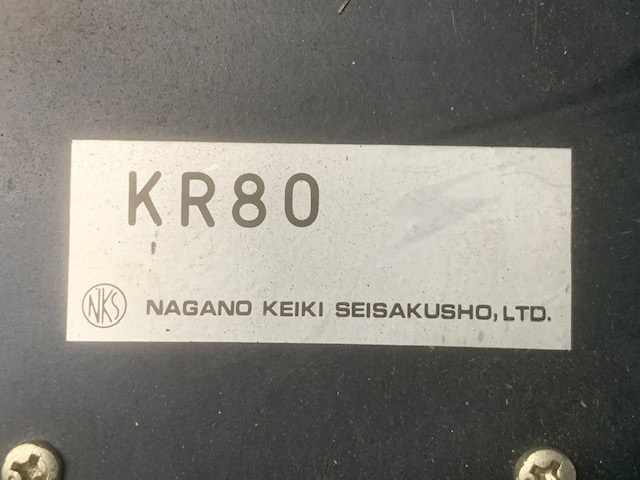 KR80
NKS NAGANO KEIKI SEISAKUSHO, LTD.